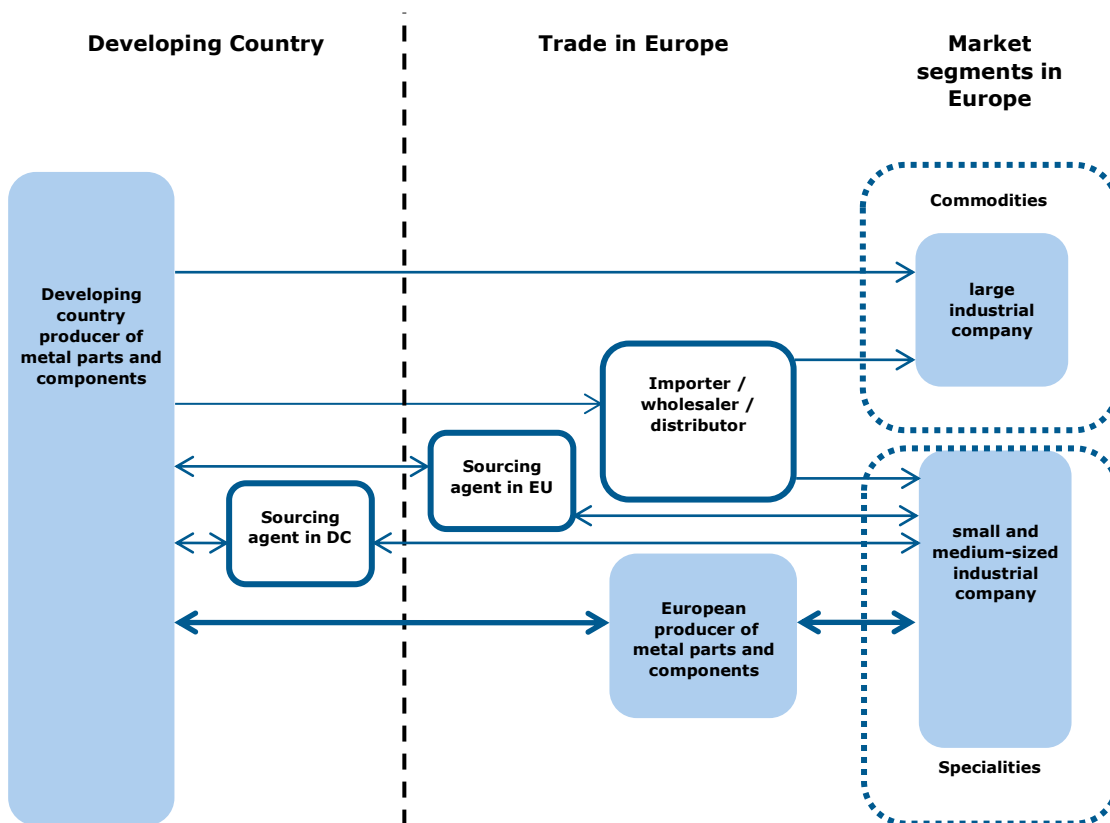 Developing Country
Trade in Europe
Market
segments in
Europe
Commodities
Developing
country
producer of
metal parts and
components
large
industrial
company
Importer /
wholesaler /
distributor
Sourcing
agent in EU
Sourcing
agent in DC
small and
medium-sized
industrial
company
European
producer of
metal parts and
components
Specialities